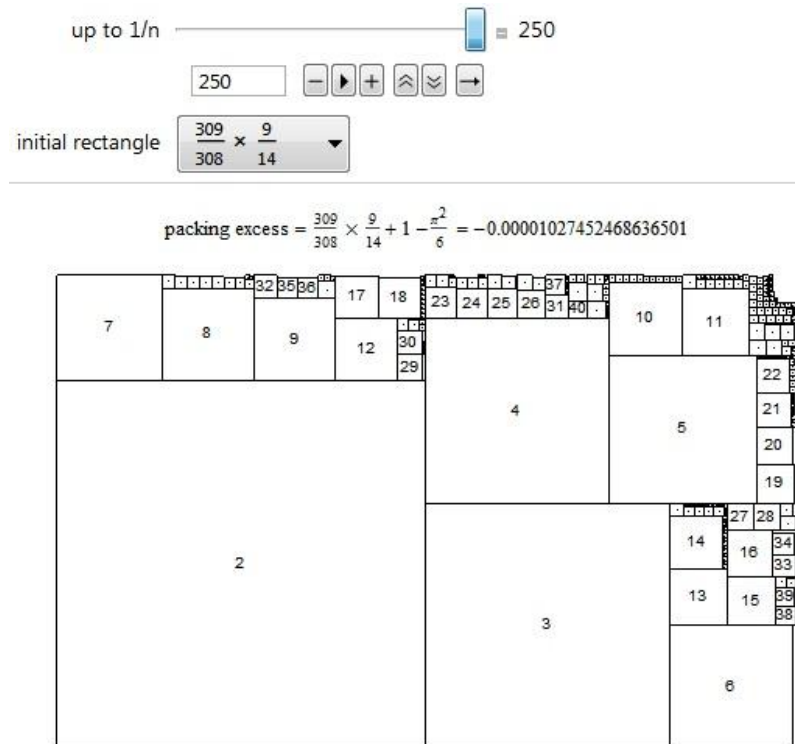 up to 1/n 250
250
initial rectangle 309/308 × 9/14
packing excess = 309/308 × 9/14 + 1 − π²/6 = −0.00001027452468636501
7 8 32 35 36 9 17 18 12 30 29
23 24 25 26 37 31 40 10 11
4 5 22 21 20 19
2 3
14 27 28 16 34 33
13 15 39 38
6